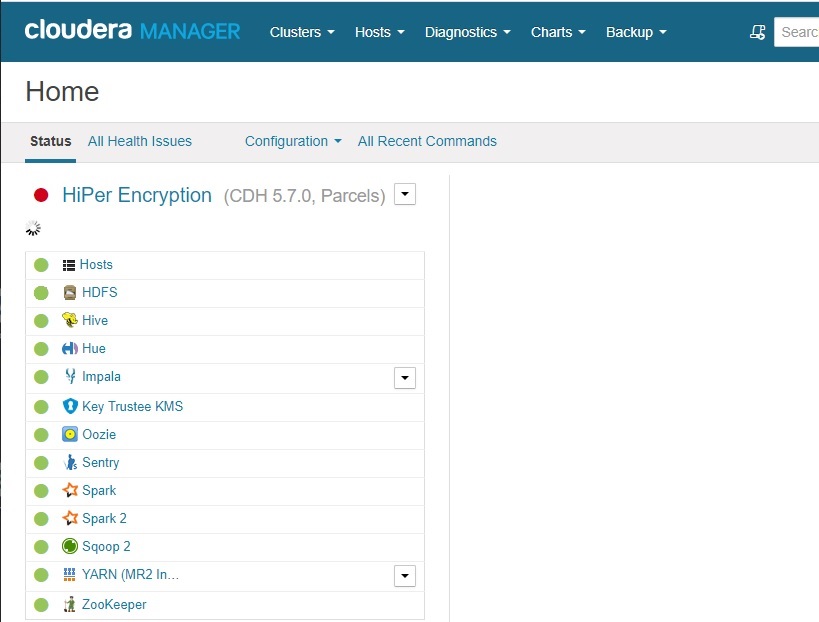 cloudera MANAGER Clusters Hosts Diagnostics Charts Backup Searc
Home
Status All Health Issues Configuration All Recent Commands
HiPer Encryption (CDH 5.7.0, Parcels)
Hosts
HDFS
Hive
Hue
Impala
Key Trustee KMS
Oozie
Sentry
Spark
Spark 2
Sqoop 2
YARN (MR2 In...
ZooKeeper